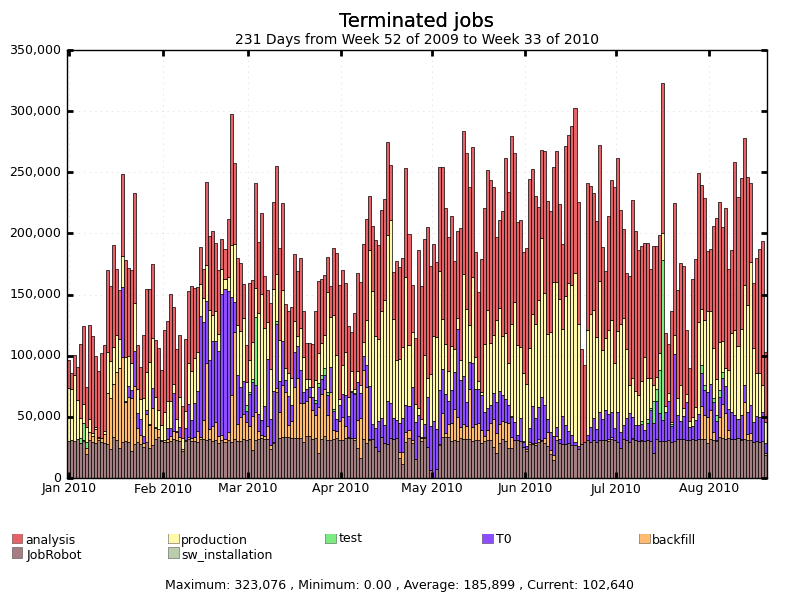 Terminated jobs
231 Days from Week 52 of 2009 to Week 33 of 2010
350,000
300,000
250,000
200,000
150,000
100,000
50,000
0
Jan 2010 Feb 2010 Mar 2010 Apr 2010 May 2010 Jun 2010 Jul 2010 Aug 2010
analysis production test T0 backfill
JobRobot sw_installation
Maximum: 323,076 , Minimum: 0.00 , Average: 185,899 , Current: 102,640